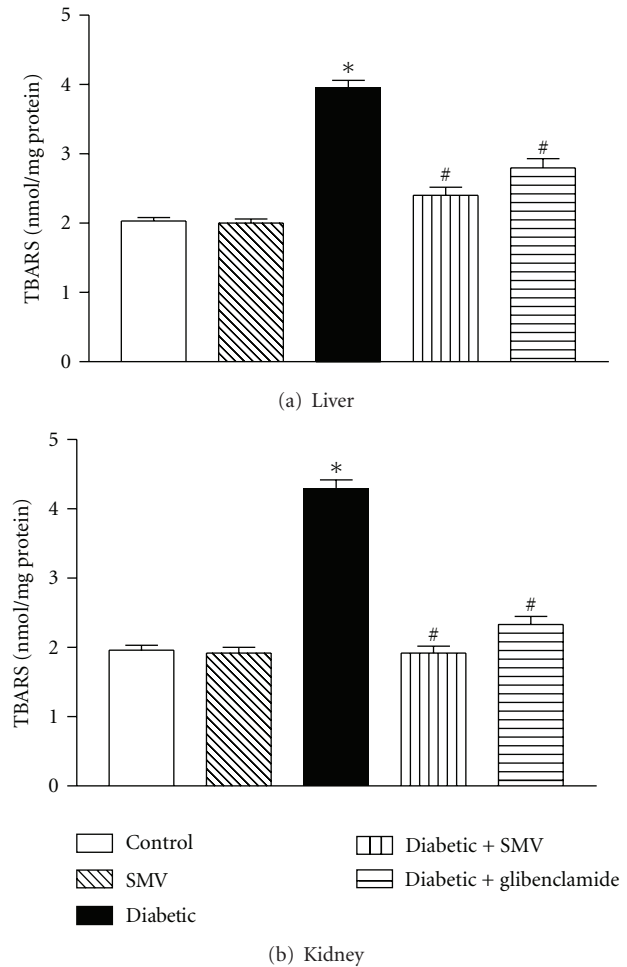 5
4
3
2
1
0
TBARS (nmol/mg protein)
*
#
#
(a) Liver
5
4
3
2
1
0
TBARS (nmol/mg protein)
*
#
#
Control
SMV
Diabetic
Diabetic + SMV
Diabetic + glibenclamide
(b) Kidney